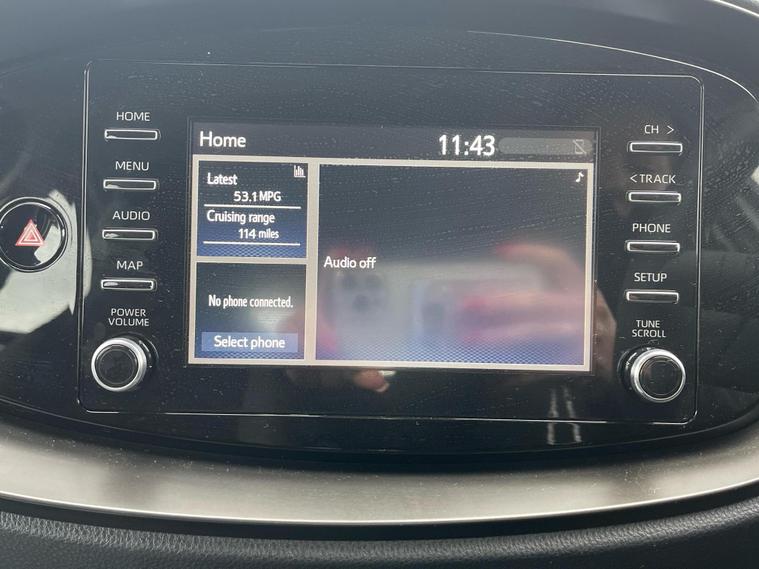 HOME
MENU
AUDIO
MAP
POWER
VOLUME
Home
11:43
Latest
53.1 MPG
Cruising range
114 miles
No phone connected.
Select phone
Audio off
CH >
< TRACK
PHONE
SETUP
TUNE
SCROLL